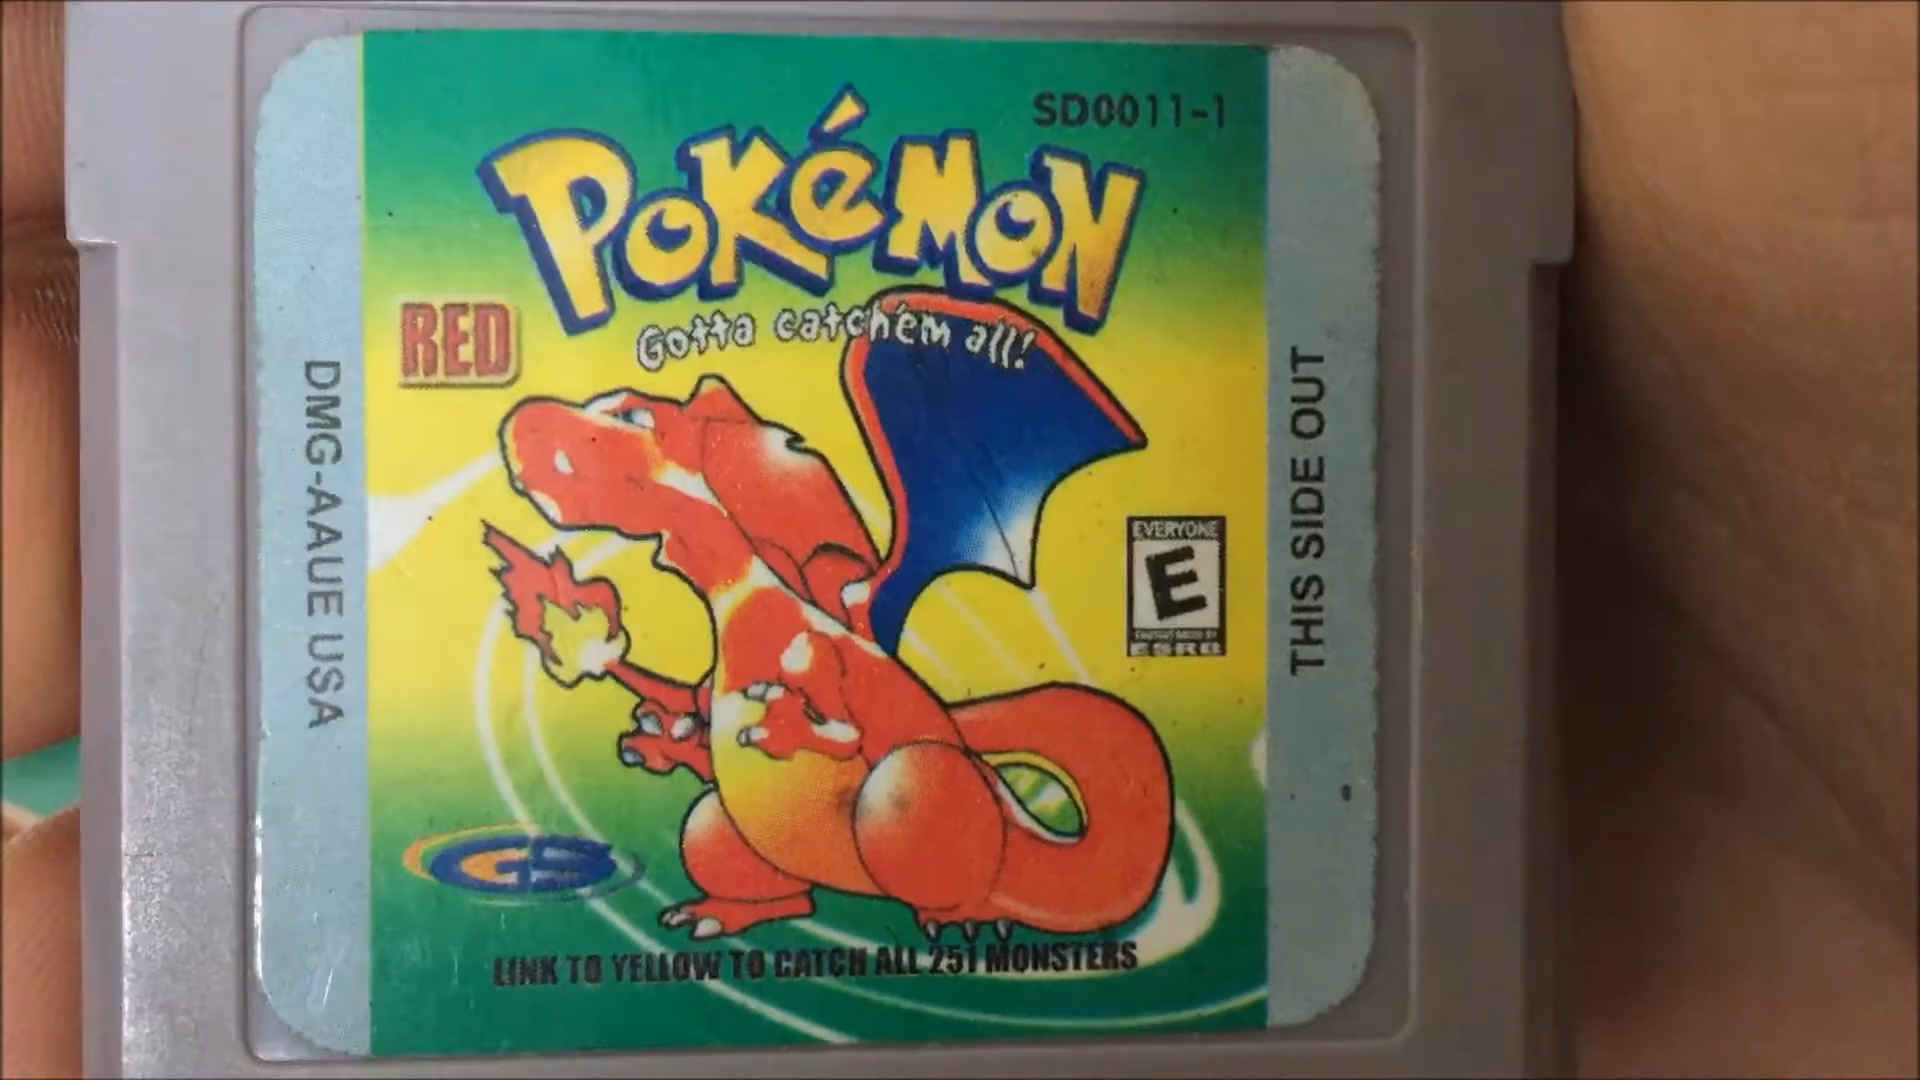 SD0011-1
POKéMON
RED
Gotta catch'em all!
DMG-AAUE USA
THIS SIDE OUT
EVERYONE
E
ESRB
GS
LINK TO YELLOW TO CATCH ALL 251 MONSTERS